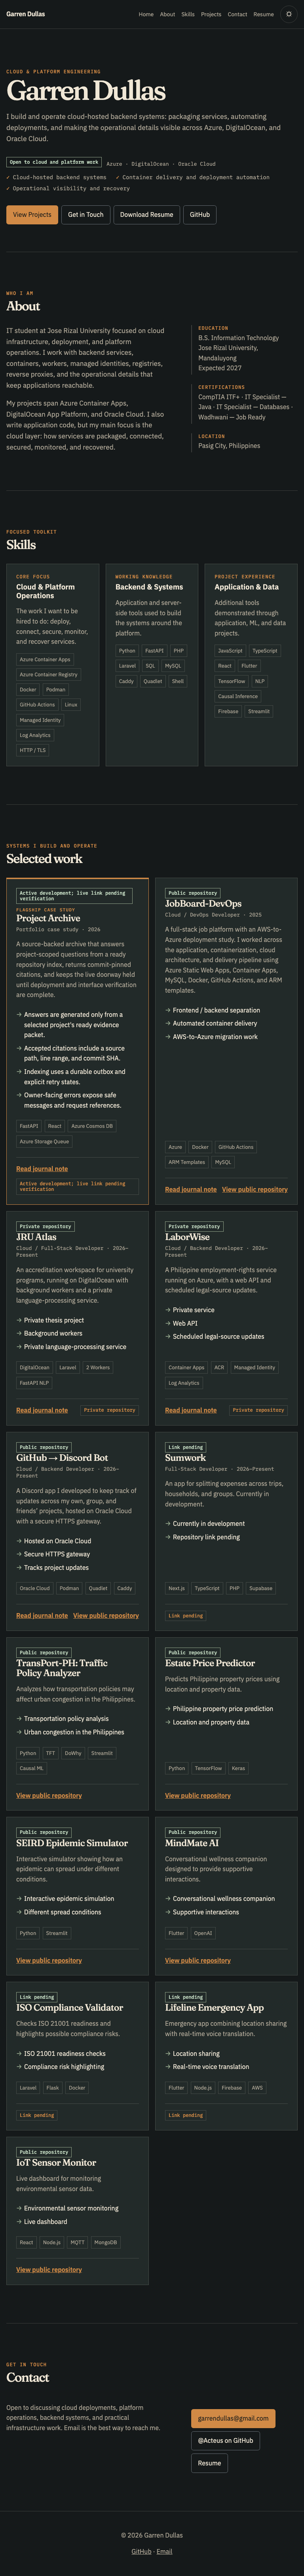 Garren Dullas
Home About Skills Projects Contact Resume
CLOUD & PLATFORM ENGINEERING
Garren Dullas
I build and operate cloud-hosted backend systems: packaging services, automating
deployments, and making the operational details visible across Azure, DigitalOcean, and
Oracle Cloud.
Open to cloud and platform work Azure · DigitalOcean · Oracle Cloud
✓ Cloud-hosted backend systems ✓ Container delivery and deployment automation
✓ Operational visibility and recovery
View Projects Get in Touch Download Resume GitHub
WHO I AM
About
IT student at Jose Rizal University focused on cloud
infrastructure, deployment, and platform
operations. I work with backend services,
containers, workers, managed identities, registries,
reverse proxies, and the operational details that
keep applications reachable.
My projects span Azure Container Apps,
DigitalOcean App Platform, and Oracle Cloud. I also
write application code, but my main focus is the
cloud layer: how services are packaged, connected,
secured, monitored, and recovered.
EDUCATION
B.S. Information Technology
Jose Rizal University,
Mandaluyong
Expected 2027
CERTIFICATIONS
CompTIA ITF+ · IT Specialist —
Java · IT Specialist — Databases ·
Wadhwani — Job Ready
LOCATION
Pasig City, Philippines
FOCUSED TOOLKIT
Skills
CORE FOCUS
Cloud & Platform
Operations
The work I want to be
hired to do: deploy,
connect, secure, monitor,
and recover services.
Azure Container Apps
Azure Container Registry
Docker Podman
GitHub Actions Linux
Managed Identity
Log Analytics
HTTP / TLS
WORKING KNOWLEDGE
Backend & Systems
Application and server-
side tools used to build
the systems around the
platform.
Python FastAPI PHP
Laravel SQL MySQL
Caddy Quadlet Shell
PROJECT EXPERIENCE
Application & Data
Additional tools
demonstrated through
application, ML, and data
projects.
JavaScript TypeScript
React Flutter
TensorFlow NLP
Causal Inference
Firebase Streamlit
SYSTEMS I BUILD AND OPERATE
Selected work
Active development; live link pending
verification
FLAGSHIP CASE STUDY
Project Archive
Portfolio case study · 2026
A source-backed archive that answers
project-scoped questions from a ready
repository index, returns commit-pinned
citations, and keeps the live doorway held
until deployment and interface verification
are complete.
→ Answers are generated only from a
selected project's ready evidence
packet.
→ Accepted citations include a source
path, line range, and commit SHA.
→ Indexing uses a durable outbox and
explicit retry states.
→ Owner-facing errors expose safe
messages and request references.
FastAPI React Azure Cosmos DB
Azure Storage Queue
Read journal note
Active development; live link pending
verification
Public repository
JobBoard-DevOps
Cloud / DevOps Developer · 2025
A full-stack job platform with an AWS-to-
Azure deployment study. I worked across
the application, containerization, cloud
architecture, and delivery pipeline using
Azure Static Web Apps, Container Apps,
MySQL, Docker, GitHub Actions, and ARM
templates.
→ Frontend / backend separation
→ Automated container delivery
→ AWS-to-Azure migration work
Azure Docker GitHub Actions
ARM Templates MySQL
Read journal note View public repository
Private repository
JRU Atlas
Cloud / Full-Stack Developer · 2026–
Present
An accreditation workspace for university
programs, running on DigitalOcean with
background workers and a private
language-processing service.
→ Private thesis project
→ Background workers
→ Private language-processing service
DigitalOcean Laravel 2 Workers
FastAPI NLP
Read journal note Private repository
Private repository
LaborWise
Cloud / Backend Developer · 2026–
Present
A Philippine employment-rights service
running on Azure, with a web API and
scheduled legal-source updates.
→ Private service
→ Web API
→ Scheduled legal-source updates
Container Apps ACR Managed Identity
Log Analytics
Read journal note Private repository
Public repository
GitHub → Discord Bot
Cloud / Backend Developer · 2026–
Present
A Discord app I developed to keep track of
updates across my own, group, and
friends' projects, hosted on Oracle Cloud
with a secure HTTPS gateway.
→ Hosted on Oracle Cloud
→ Secure HTTPS gateway
→ Tracks project updates
Oracle Cloud Podman Quadlet Caddy
Read journal note View public repository
Link pending
Sumwork
Full-Stack Developer · 2026–Present
An app for splitting expenses across trips,
households, and groups. Currently in
development.
→ Currently in development
→ Repository link pending
Next.js TypeScript PHP Supabase
Link pending
Public repository
TransPort-PH: Traffic
Policy Analyzer
Analyzes how transportation policies may
affect urban congestion in the Philippines.
→ Transportation policy analysis
→ Urban congestion in the Philippines
Python TFT DoWhy Streamlit
Causal ML
View public repository
Public repository
Estate Price Predictor
Predicts Philippine property prices using
location and property data.
→ Philippine property price prediction
→ Location and property data
Python TensorFlow Keras
View public repository
Public repository
SEIRD Epidemic Simulator
Interactive simulator showing how an
epidemic can spread under different
conditions.
→ Interactive epidemic simulation
→ Different spread conditions
Python Streamlit
View public repository
Public repository
MindMate AI
Conversational wellness companion
designed to provide supportive
interactions.
→ Conversational wellness companion
→ Supportive interactions
Flutter OpenAI
View public repository
Link pending
ISO Compliance Validator
Checks ISO 21001 readiness and
highlights possible compliance risks.
→ ISO 21001 readiness checks
→ Compliance risk highlighting
Laravel Flask Docker
Link pending
Link pending
Lifeline Emergency App
Emergency app combining location sharing
with real-time voice translation.
→ Location sharing
→ Real-time voice translation
Flutter Node.js Firebase AWS
Link pending
Public repository
IoT Sensor Monitor
Live dashboard for monitoring
environmental sensor data.
→ Environmental sensor monitoring
→ Live dashboard
React Node.js MQTT MongoDB
View public repository
GET IN TOUCH
Contact
Open to discussing cloud deployments, platform
operations, backend systems, and practical
infrastructure work. Email is the best way to reach me.
garrendullas@gmail.com
@Acteus on GitHub
Resume
© 2026 Garren Dullas
GitHub · Email